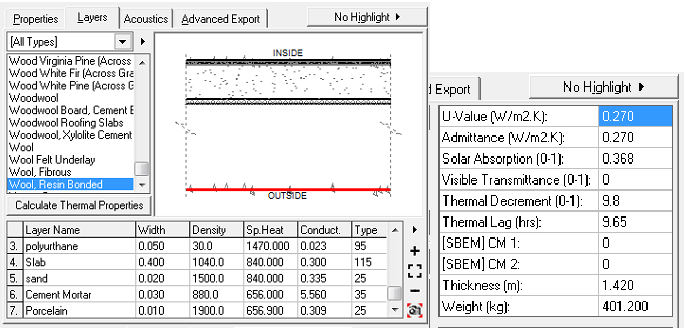 Properties Layers Acoustics Advanced Export No Highlight
[All Types]
Wood Virginia Pine (Across
Wood White Fir (Across Gra
Wood White Pine (Across G
Woodwool
Woodwool Board, Cement E
Woodwool Roofing Slabs
Woodwool, Xylolite Cement
Wool
Wool Felt Underlay
Wool, Fibrous
Wool, Resin Bonded
Calculate Thermal Properties
INSIDE
OUTSIDE
Layer Name Width Density Sp.Heat Conduct. Type
3. polyurthane 0.050 30.0 1470.000 0.023 95
4. Slab 0.400 1040.0 840.000 0.300 115
5. sand 0.020 1500.0 840.000 0.335 25
6. Cement Mortar 0.030 880.0 656.000 5.560 35
7. Porcelain 0.010 1900.0 656.900 0.309 25
d Export No Highlight
U-Value (W/m2.K): 0.270
Admittance (W/m2.K): 0.270
Solar Absorption (0-1): 0.368
Visible Transmittance (0-1): 0
Thermal Decrement (0-1): 9.8
Thermal Lag (hrs): 9.65
[SBEM] CM 1: 0
[SBEM] CM 2: 0
Thickness (m): 1.420
Weight (kg): 401.200